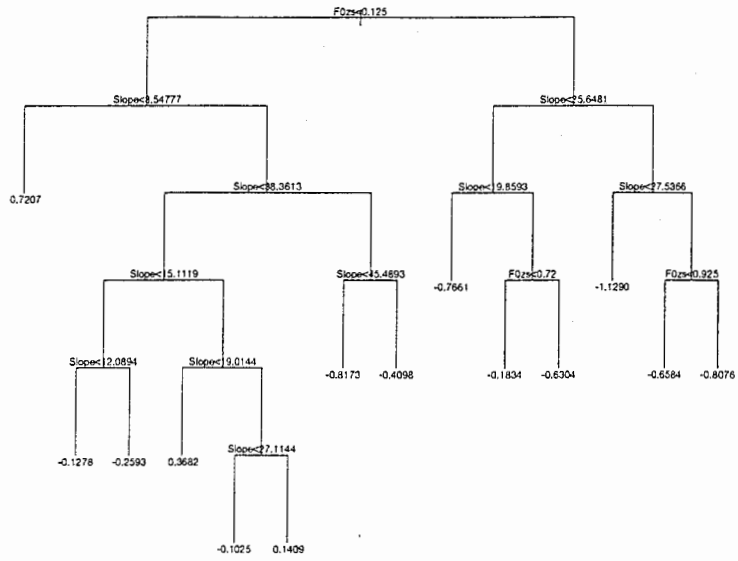 F0zs<0.125
Slope<8.54777
Slope<25.6481
0.7207
Slope<38.3613
Slope<19.8593
Slope<27.5366
Slope<15.1119
Slope<45.4693
-0.7661
F0zs<0.72
-1.1290
F0zs<0.925
Slope<12.0894
Slope<19.0144
-0.8173
-0.4098
-0.1834
-0.6304
-0.6584
-0.8076
-0.1278
-0.2593
0.3682
Slope<27.1144
-0.1025
0.1409